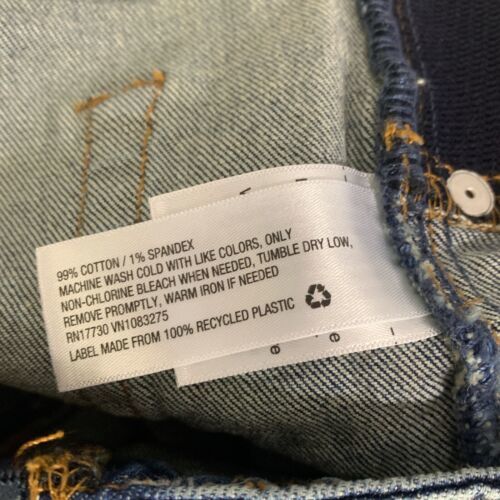 99% COTTON / 1% SPANDEX
MACHINE WASH COLD WITH LIKE COLORS, ONLY
NON-CHLORINE BLEACH WHEN NEEDED, TUMBLE DRY LOW,
REMOVE PROMPTLY, WARM IRON IF NEEDED
RN17730 VN1083275
LABEL MADE FROM 100% RECYCLED PLASTIC